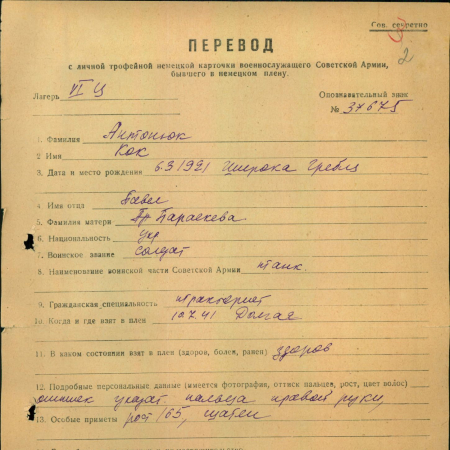 Сов. секретно
2
ПЕРЕВОД
с личной трофейной немецкой карточки военнослужащего Советской Армии,
бывшего в немецком плену.
Лагерь VI Ц
Опознавательный знак
№ 37675
1. Фамилия Антонюк
2 Имя Кок
3. Дата и место рождения 6.3 1921 Широка Гребл
4. Имя отца Павел
5. Фамилия матери Параскева
6. Национальность укр
7. Воинское звание солдат
8. Наименование воинской части Советской Армии танк.
9. Гражданская специальность тракторист
10. Когда и где взят в плен 10.7.41 Долгая
11. В каком состоянии взят в плен (здоров, болен, ранен) здоров
12. Подробные персональные данные (имеется фотография, оттиск пальцев, рост, цвет волос)
оттиск указат пальца правой руки,
13. Особые приметы рост 165, шатен